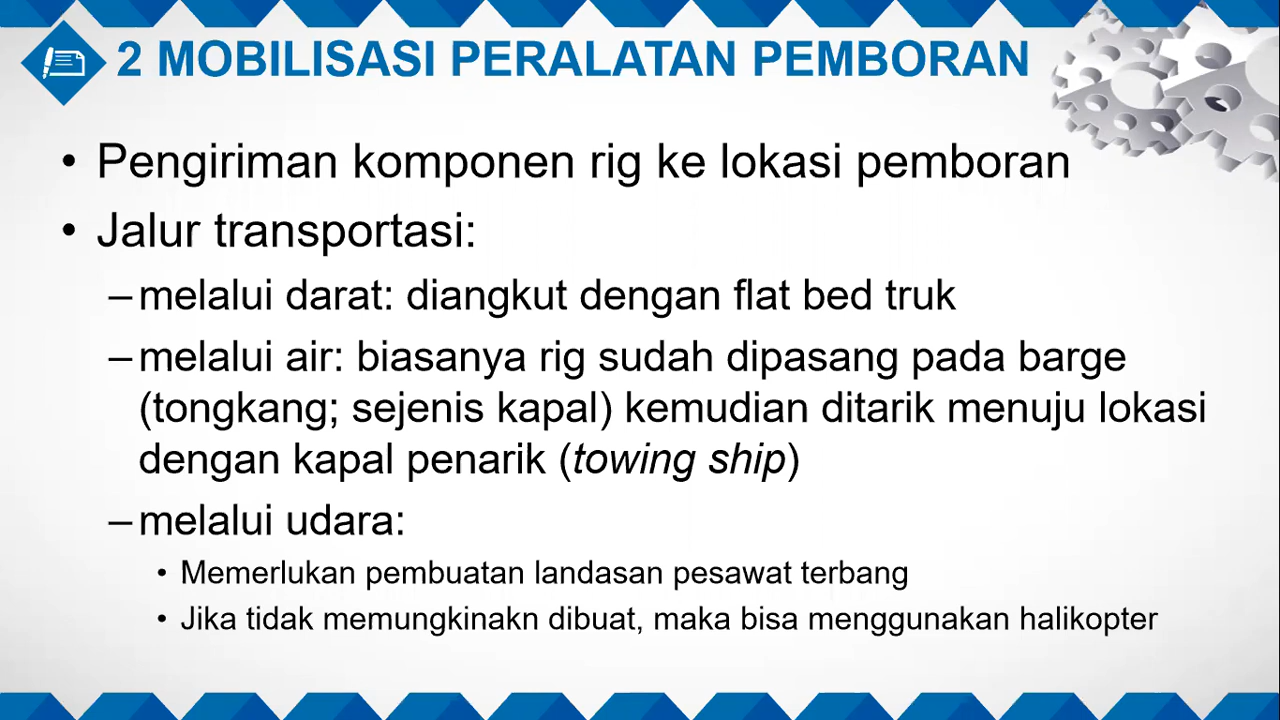 2 MOBILISASI PERALATAN PEMBORAN
• Pengiriman komponen rig ke lokasi pemboran
• Jalur transportasi:
–melalui darat: diangkut dengan flat bed truk
–melalui air: biasanya rig sudah dipasang pada barge
(tongkang; sejenis kapal) kemudian ditarik menuju lokasi
dengan kapal penarik (towing ship)
–melalui udara:
• Memerlukan pembuatan landasan pesawat terbang
• Jika tidak memungkinakn dibuat, maka bisa menggunakan halikopter